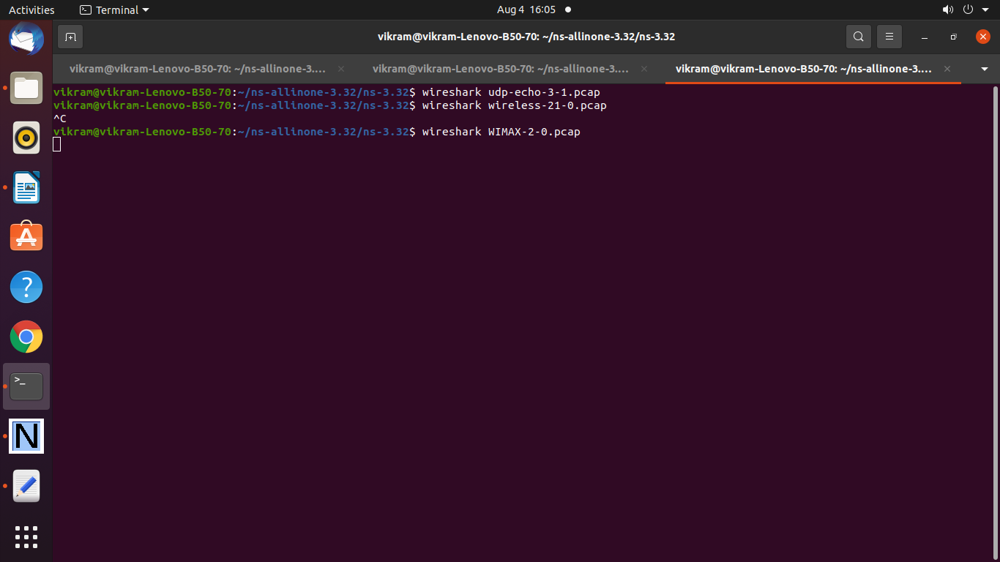 Activities Terminal Aug 4 16:05
vikram@vikram-Lenovo-B50-70: ~/ns-allinone-3.32/ns-3.32
vikram@vikram-Lenovo-B50-70: ~/ns-allinone-3.... vikram@vikram-Lenovo-B50-70: ~/ns-allinone-3.... vikram@vikram-Lenovo-B50-70: ~/ns-allinone-3....
vikram@vikram-Lenovo-B50-70:~/ns-allinone-3.32/ns-3.32$ wireshark udp-echo-3-1.pcap
vikram@vikram-Lenovo-B50-70:~/ns-allinone-3.32/ns-3.32$ wireshark wireless-21-0.pcap
^C
vikram@vikram-Lenovo-B50-70:~/ns-allinone-3.32/ns-3.32$ wireshark WIMAX-2-0.pcap